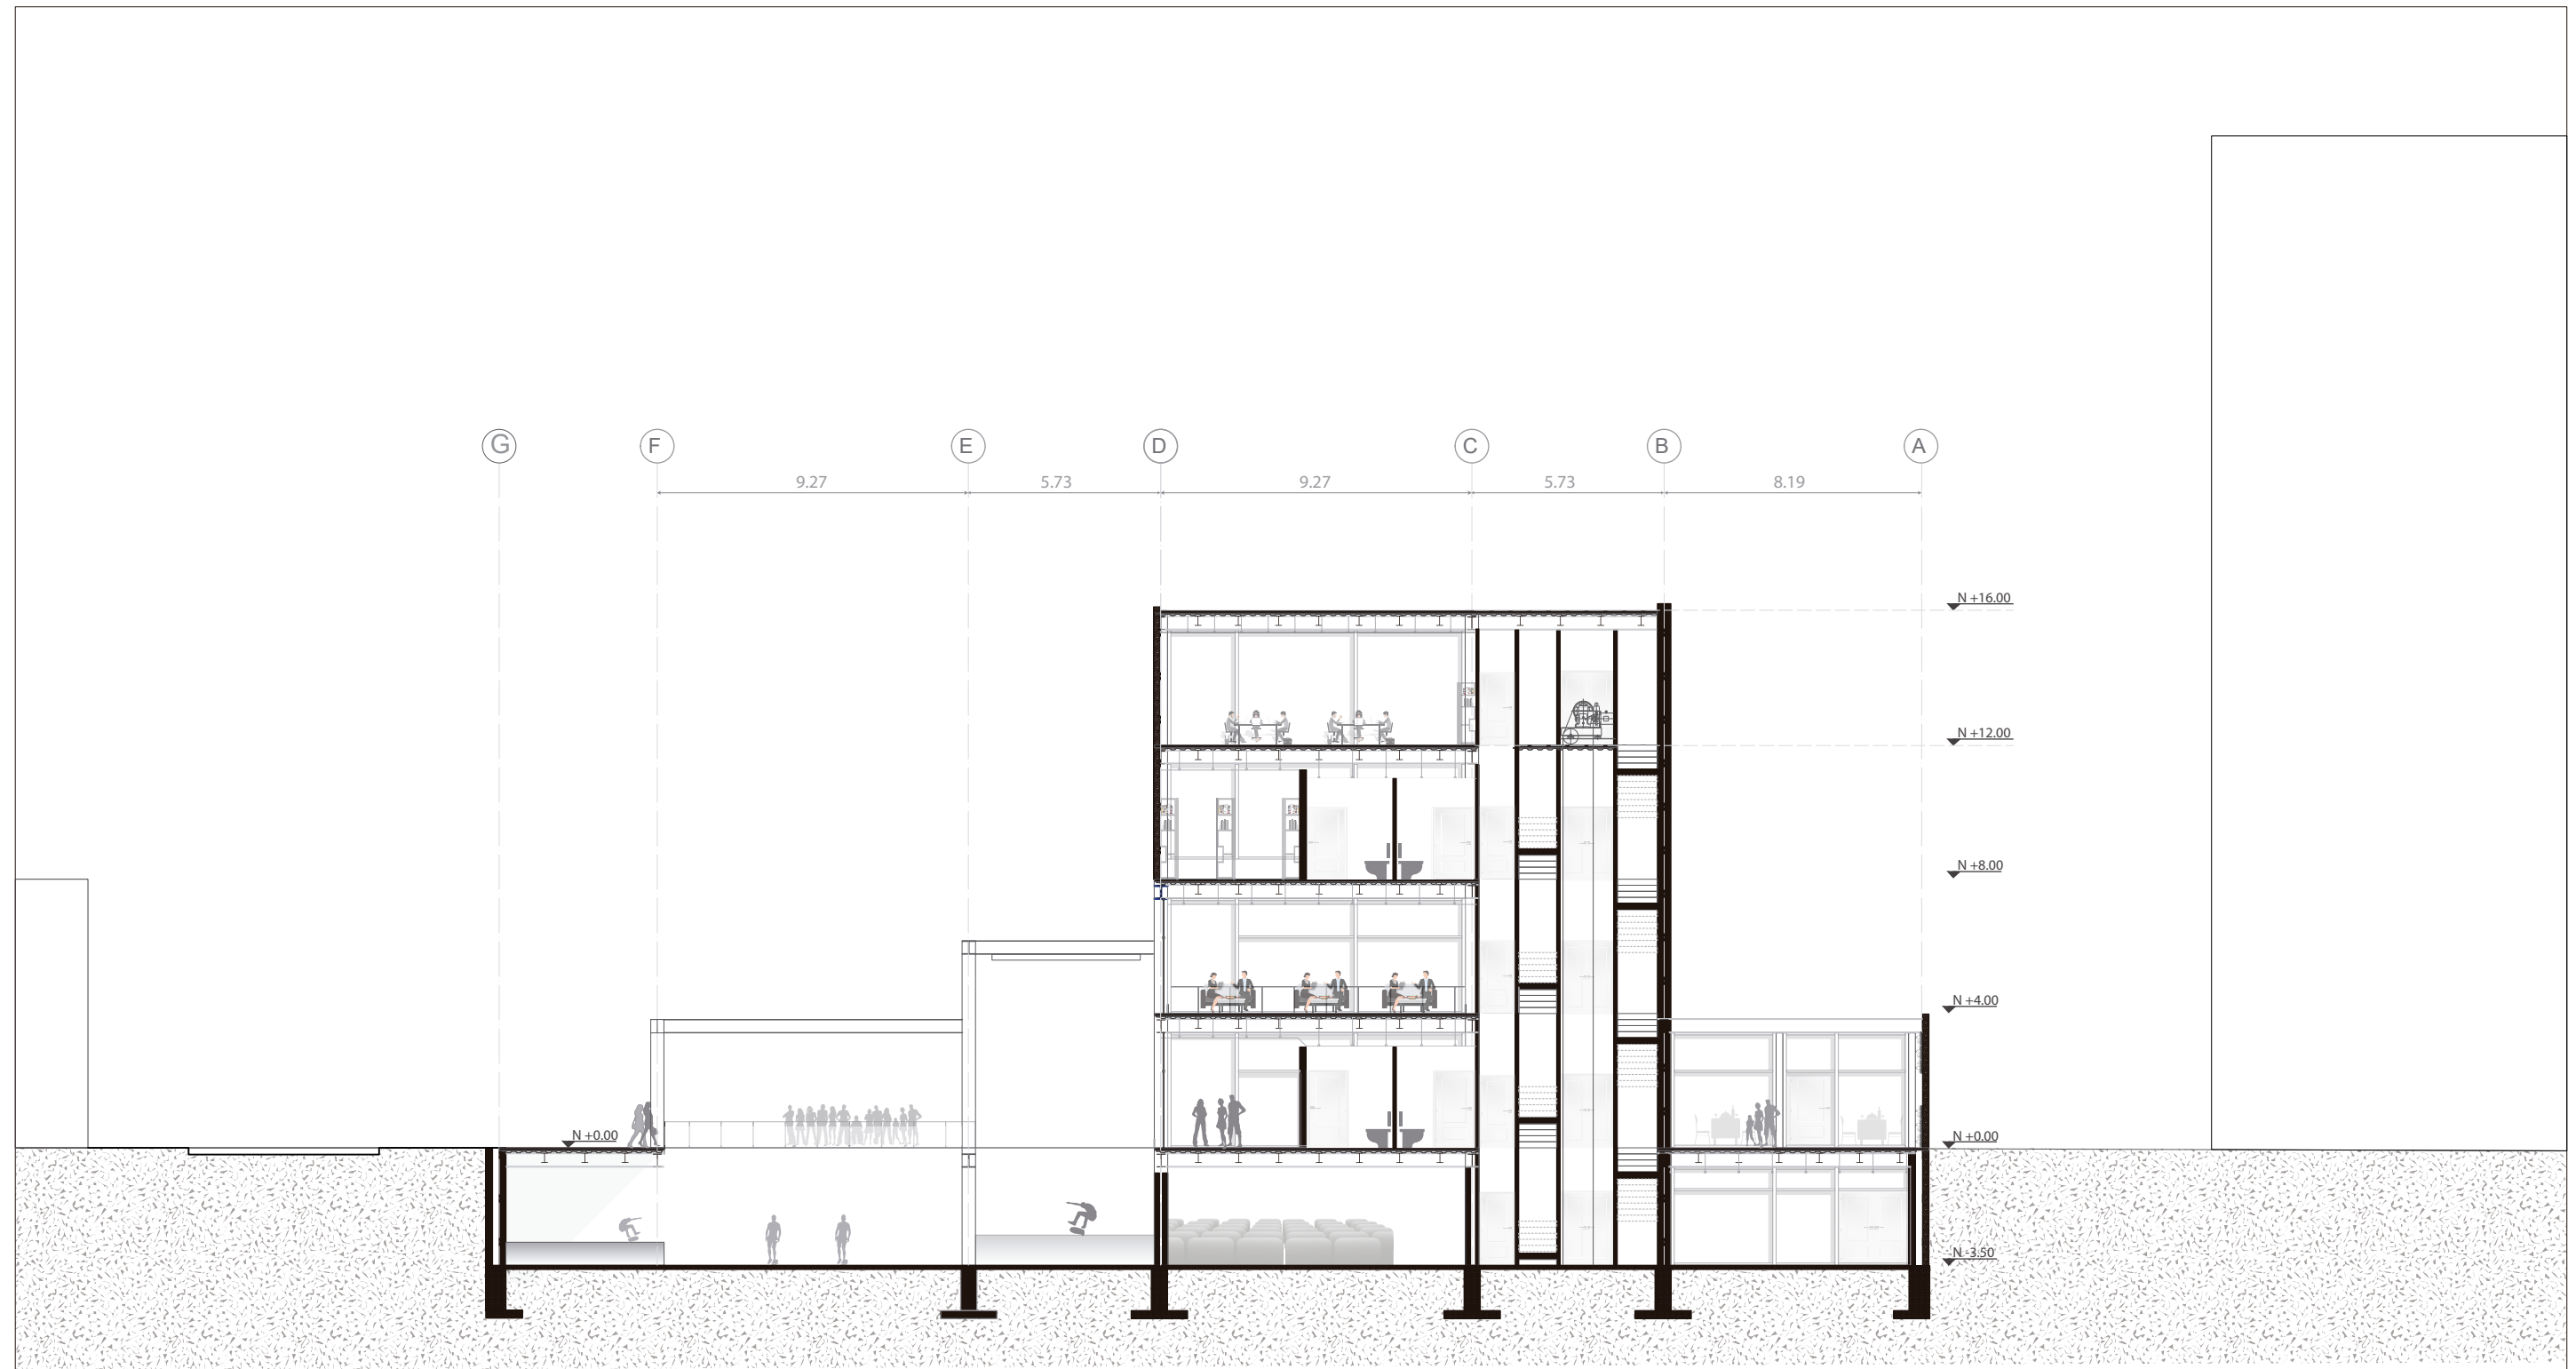 G F E D C B A
9.27 5.73 9.27 5.73 8.19
N +16.00
N +12.00
N +8.00
N +4.00
N +0.00 N +0.00
N -3.50